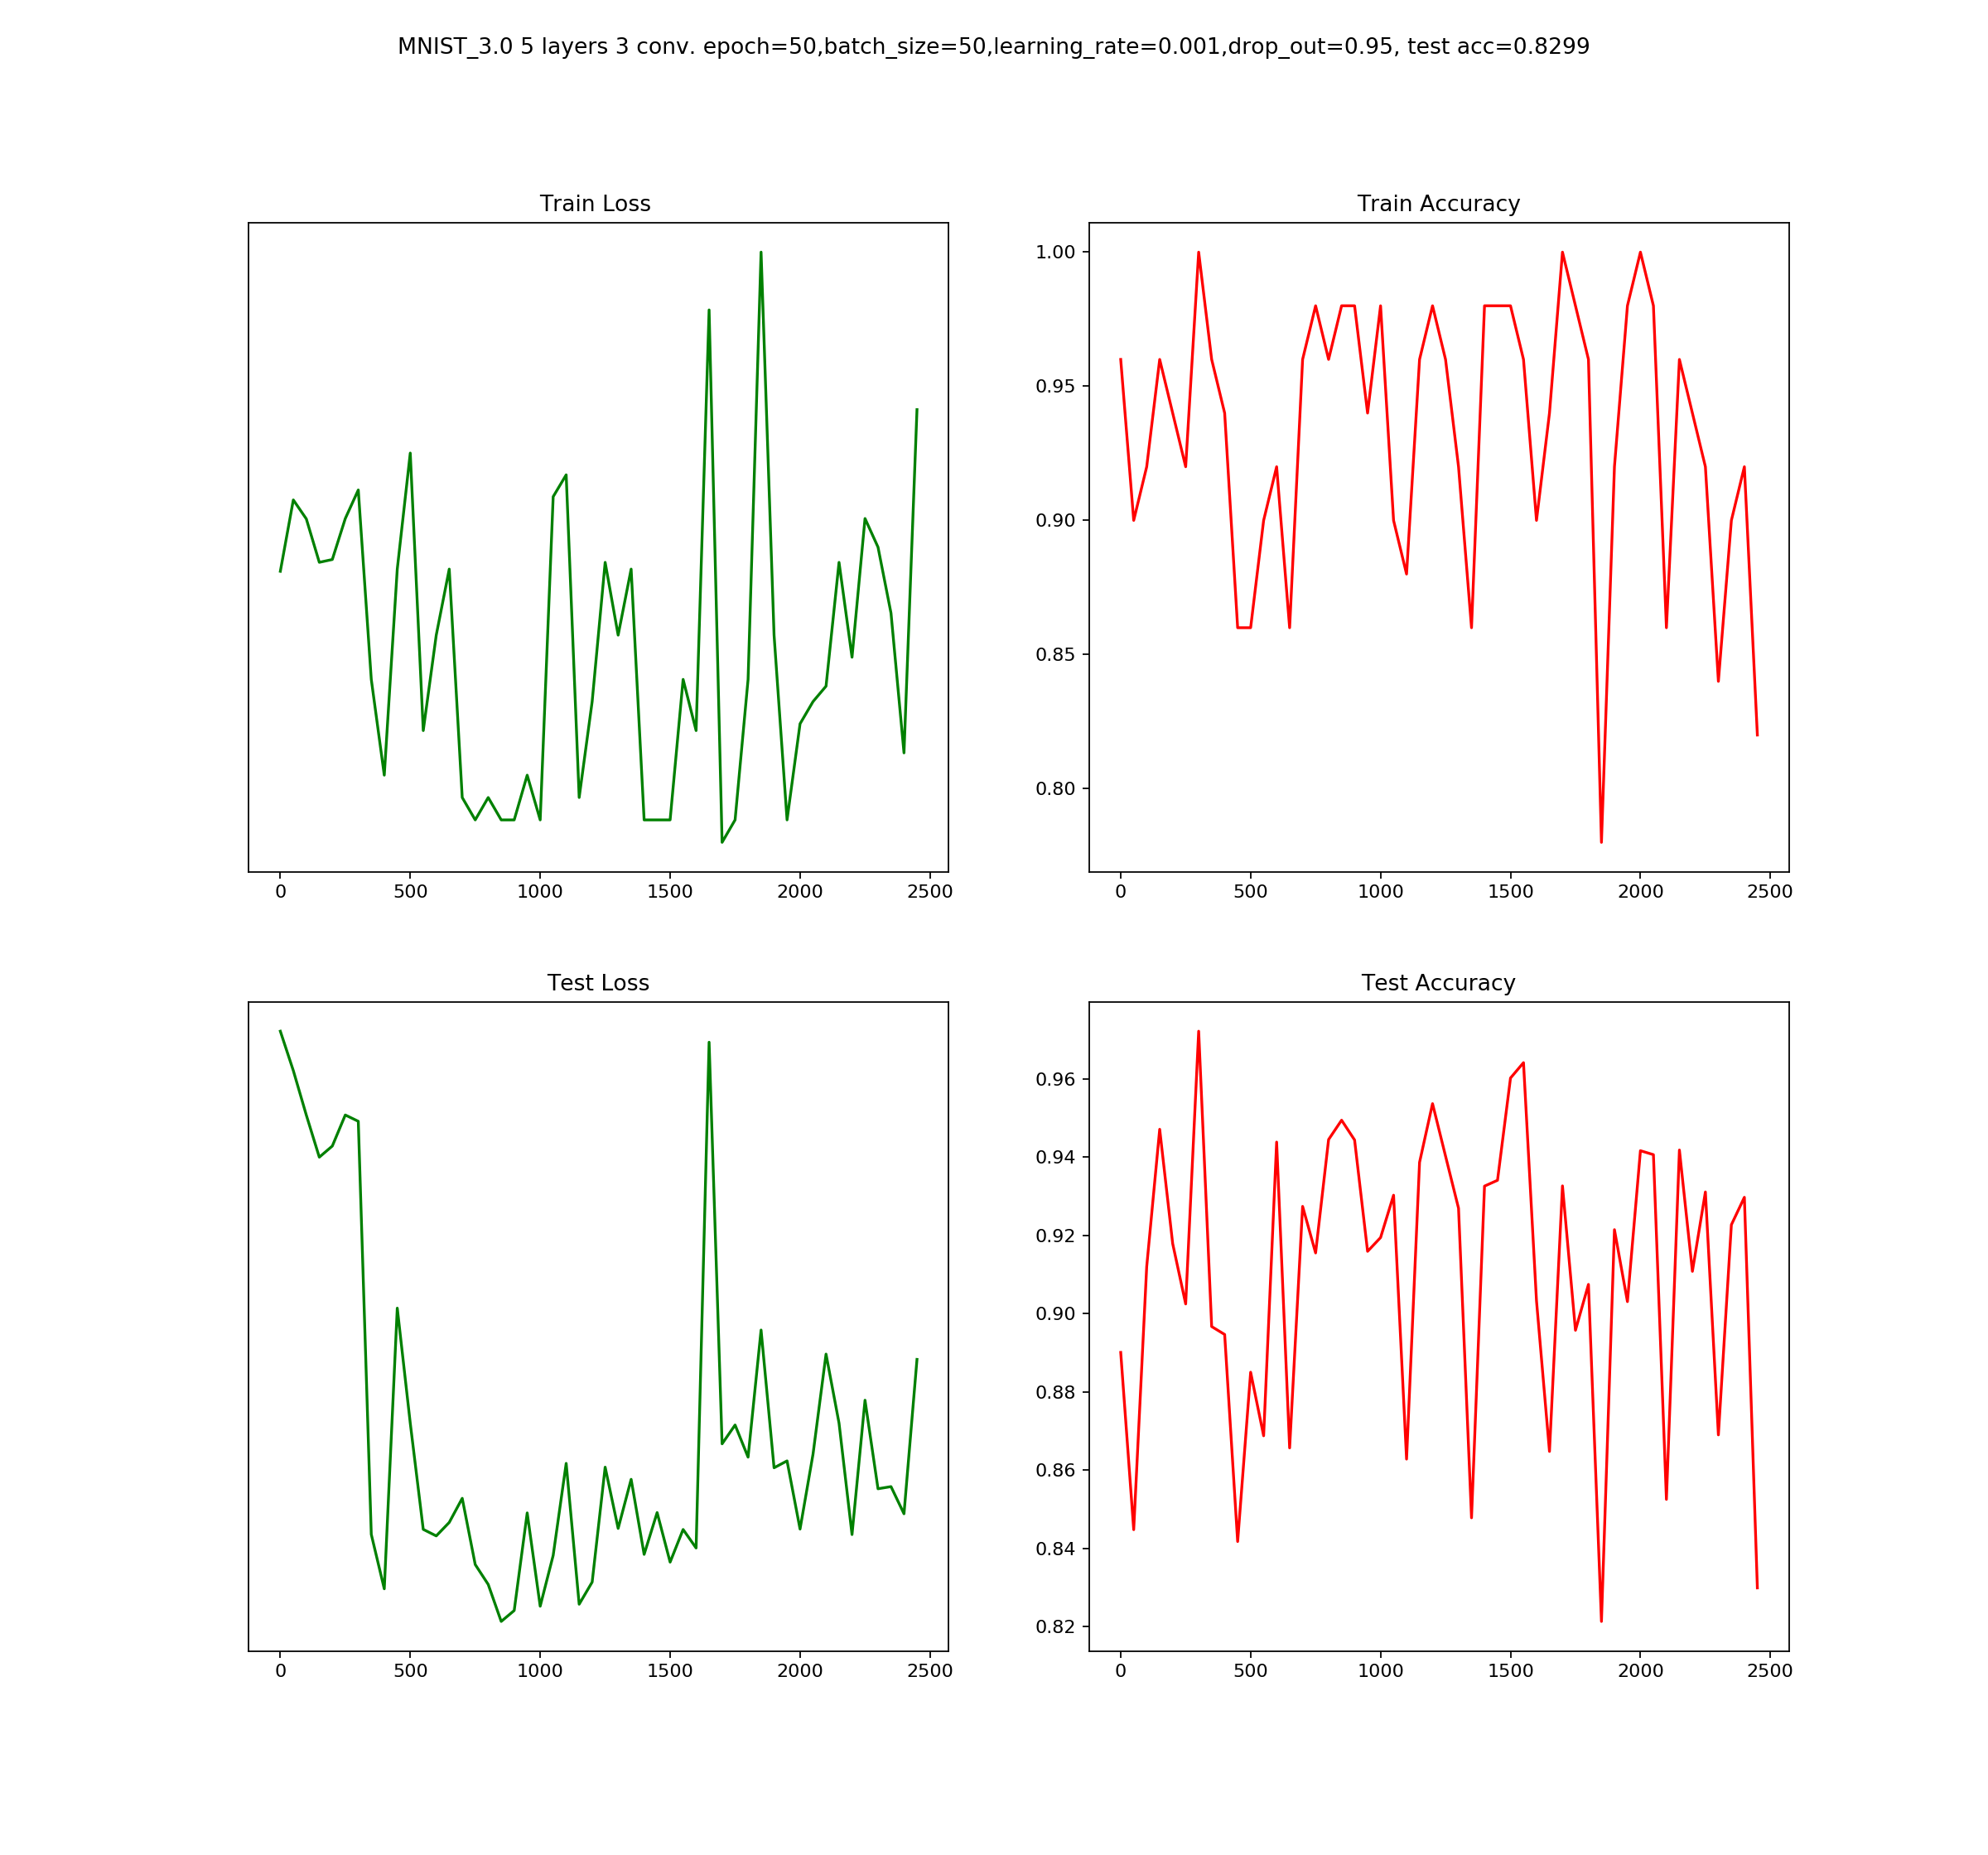 MNIST_3.0 5 layers 3 conv. epoch=50,batch_size=50,learning_rate=0.001,drop_out=0.95, test acc=0.8299
Train Loss
0 500 1000 1500 2000 2500
Train Accuracy
1.00
0.95
0.90
0.85
0.80
0 500 1000 1500 2000 2500
Test Loss
0 500 1000 1500 2000 2500
Test Accuracy
0.96
0.94
0.92
0.90
0.88
0.86
0.84
0.82
0 500 1000 1500 2000 2500